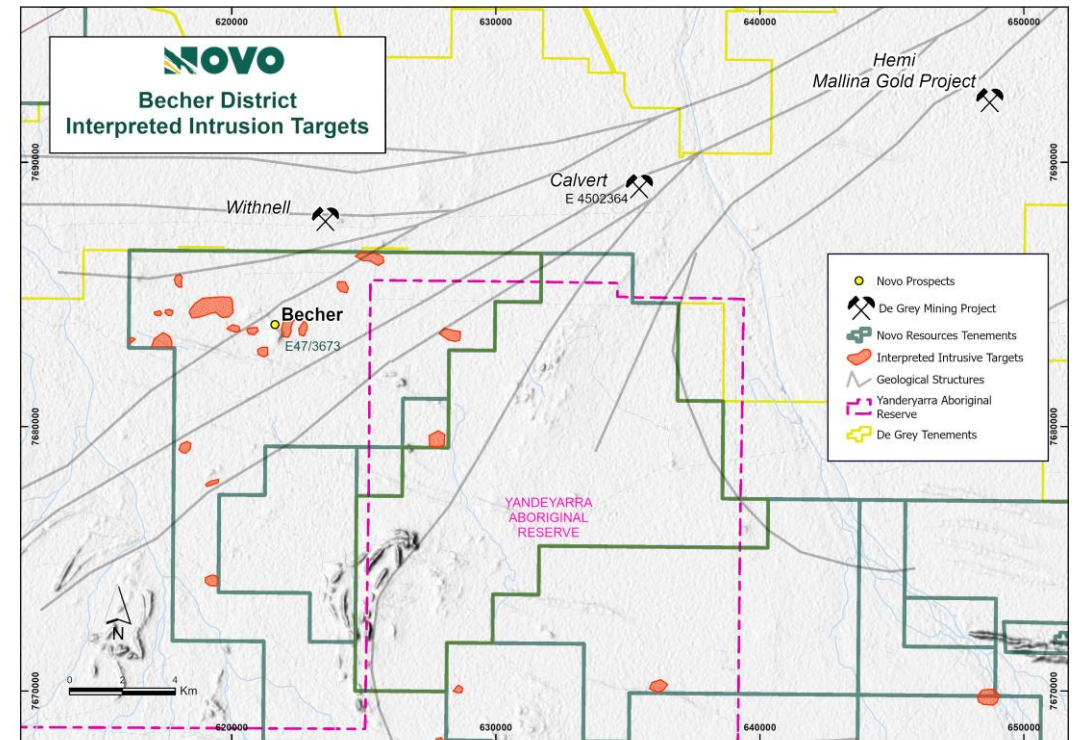 620000
630000
640000
650000
NOVO
Becher District
Interpreted Intrusion Targets
Hemi
Mallina Gold Project
7690000
7690000
Calvert
E 4502364
Withnell
Becher
E47/3673
Novo Prospects
De Grey Mining Project
Novo Resources Tenements
Interpreted Intrusive Targets
Geological Structures
Yanderyarra Aboriginal
Reserve
De Grey Tenements
7680000
7680000
YANDEYARRA
ABORIGINAL
RESERVE
N
0 2 4
Km
7670000
7670000
620000
630000
640000
650000